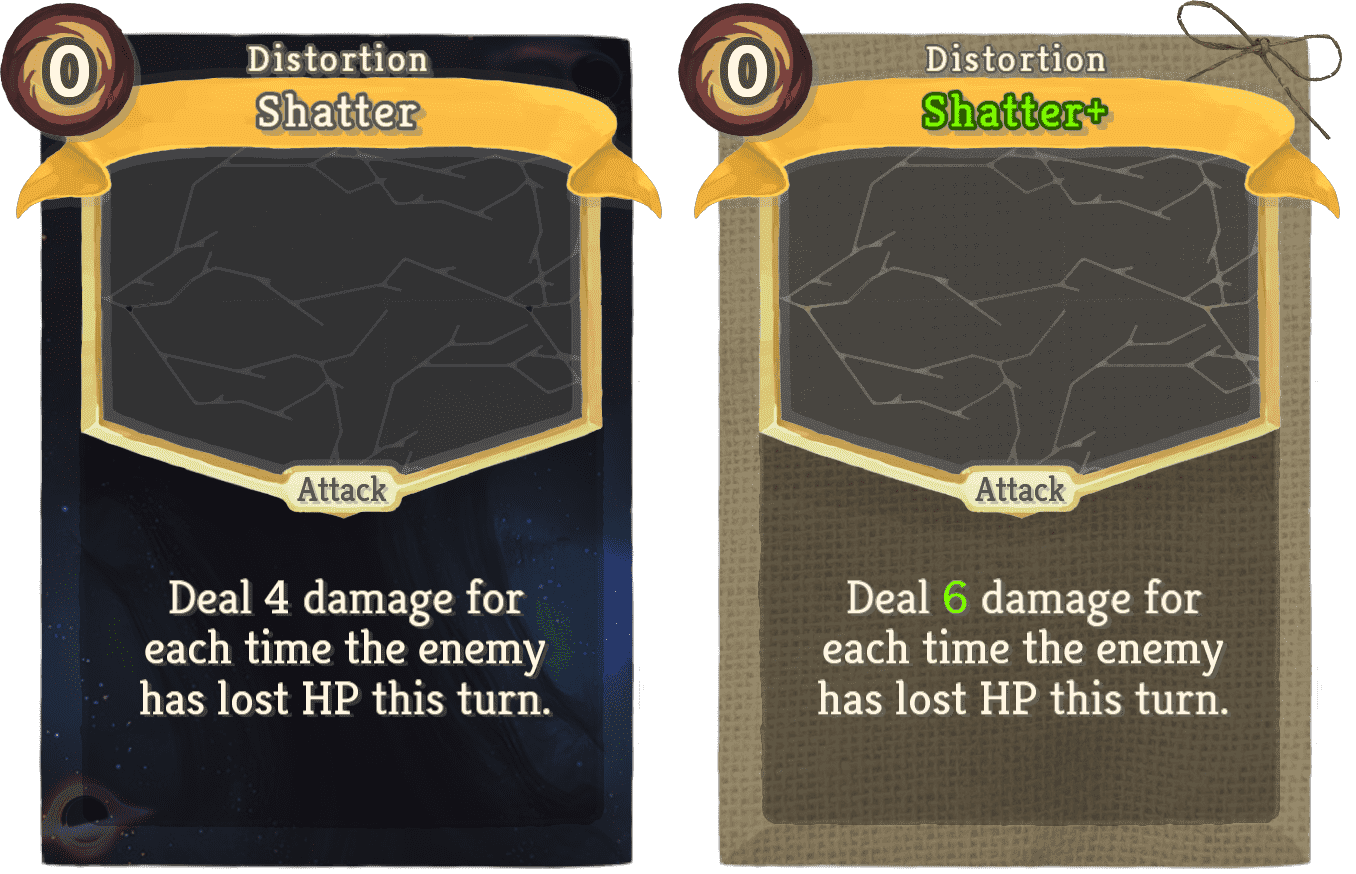 0
Distortion
Shatter
Attack
Deal 4 damage for
each time the enemy
has lost HP this turn.
0
Distortion
Shatter+
Attack
Deal 6 damage for
each time the enemy
has lost HP this turn.